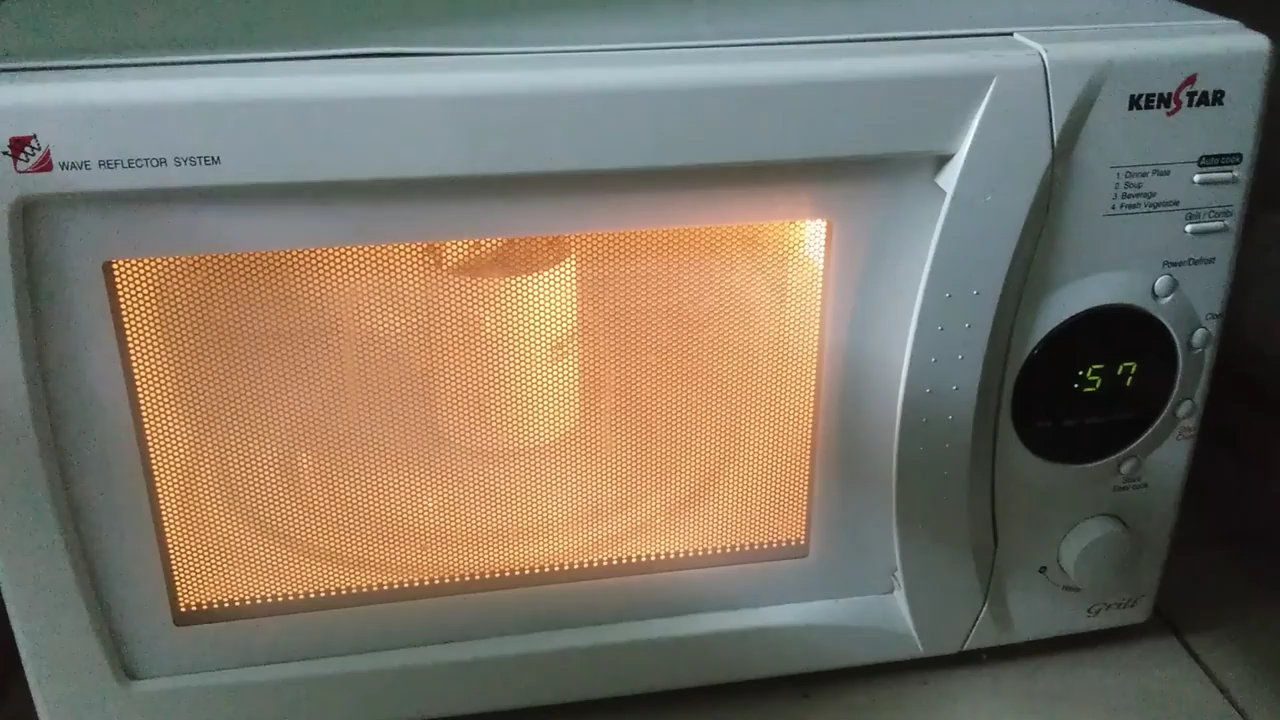 WAVE REFLECTOR SYSTEM
KENSTAR
Auto cook
1. Dinner Plate
2. Soup
3. Beverage
4. Fresh Vegetable
Grill / Combi
Power/Defrost
:57
Start
Grill